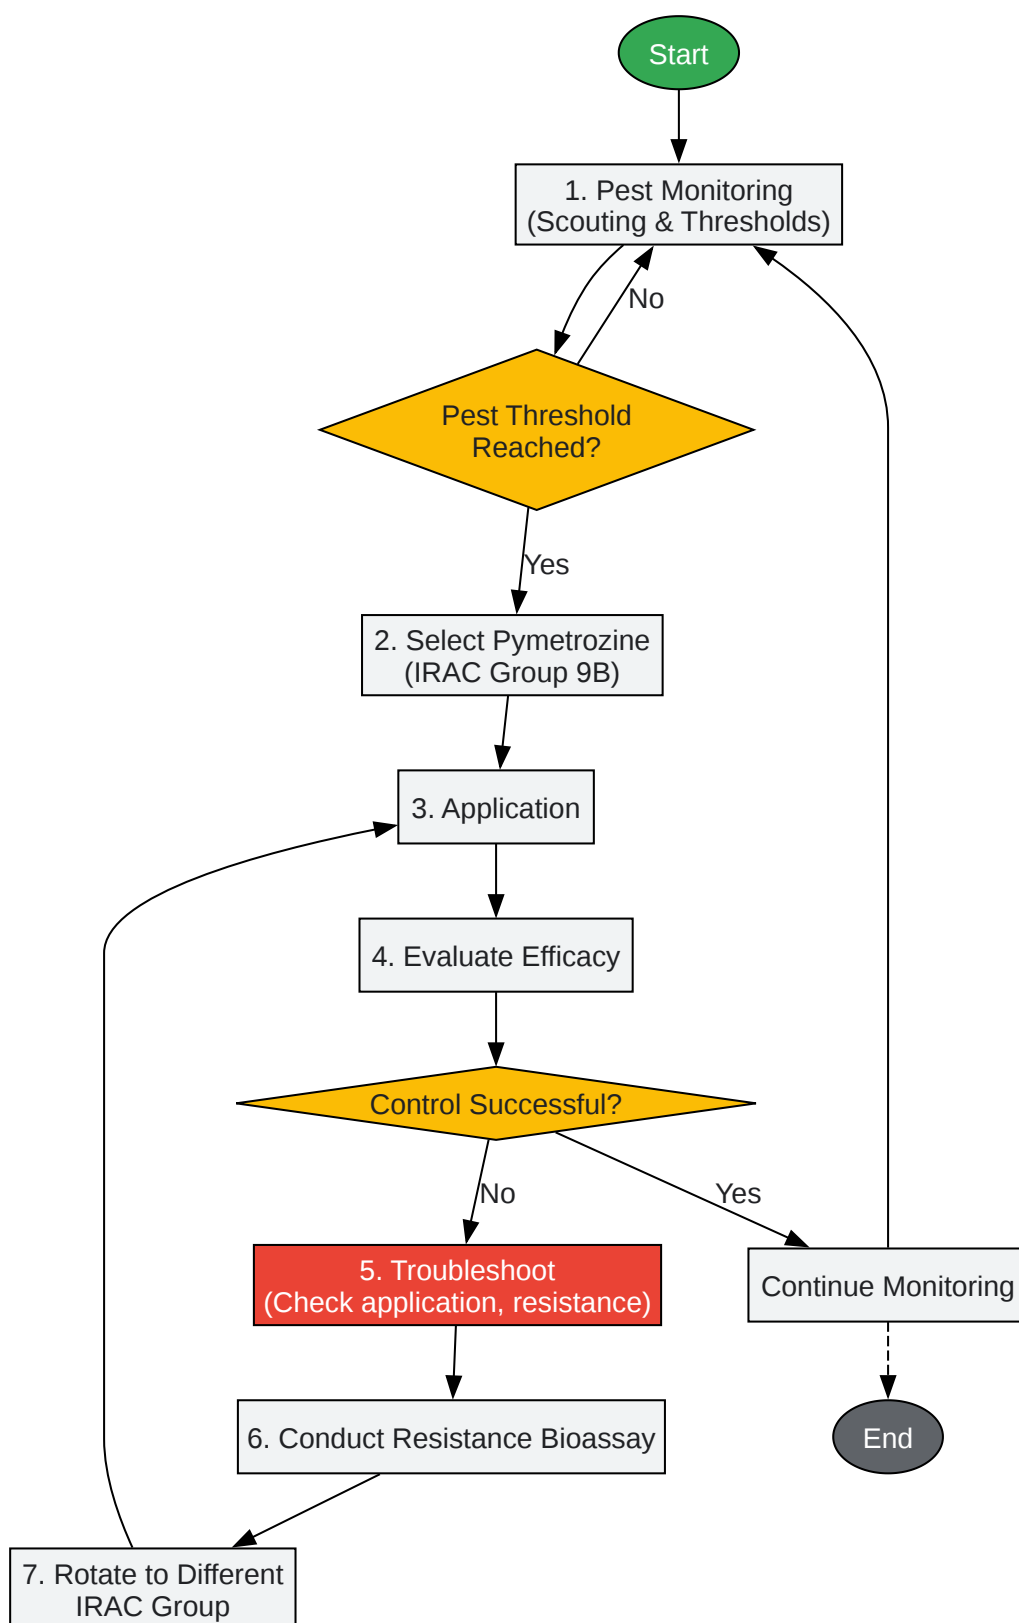 Start
1. Pest Monitoring
(Scouting & Thresholds)
No
Pest Threshold
Reached?
Yes
2. Select Pymetrozine
(IRAC Group 9B)
3. Application
4. Evaluate Efficacy
Control Successful?
No
Yes
5. Troubleshoot
(Check application, resistance)
Continue Monitoring
6. Conduct Resistance Bioassay
End
7. Rotate to Different
IRAC Group